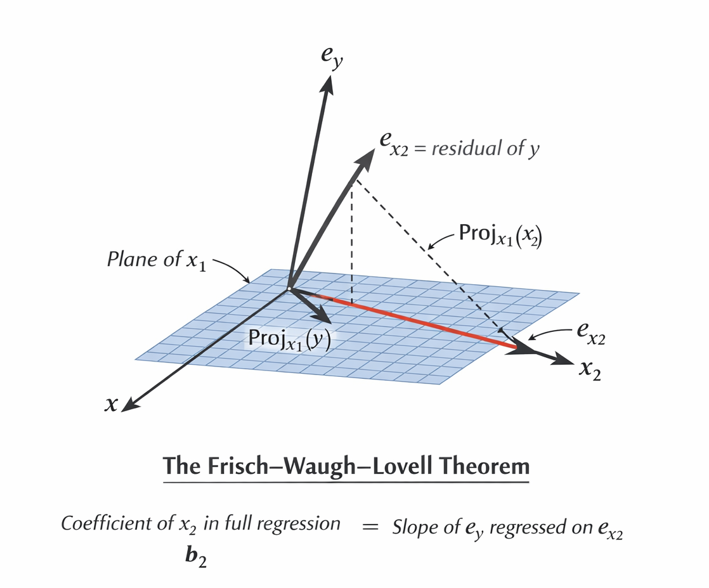 e_y
e_x2 = residual of y
Proj_x1(x_2)
Plane of x_1
Proj_x1(y)
e_x2
x_2
x
The Frisch–Waugh–Lovell Theorem
Coefficient of x_2 in full regression = Slope of e_y regressed on e_x2
b_2